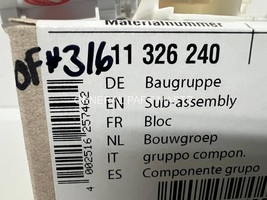 Materialnummer
OF#316
11 326 240
DE Baugruppe
EN Sub-assembly
FR Bloc
NL Bouwgroep
IT gruppo compon.
ES Componente grupo
4 002516 257462